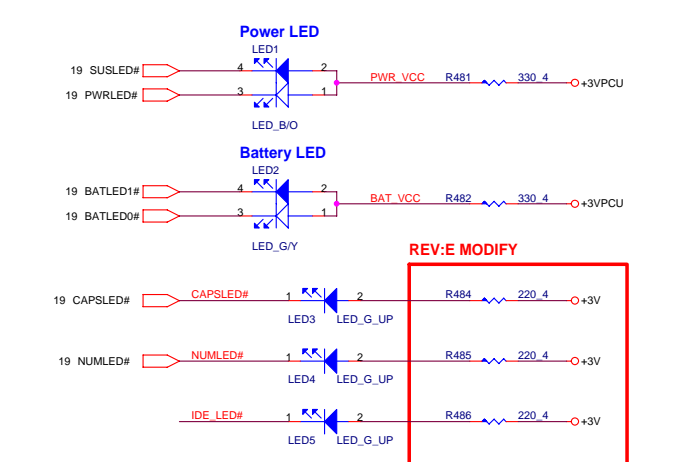 Power LED
LED1
19 SUSLED# 4 2 PWR_VCC R481 330_4 +3VPCU
19 PWRLED# 3 1
LED_B/O
Battery LED
LED2
19 BATLED1# 4 2 BAT_VCC R482 330_4 +3VPCU
19 BATLED0# 3 1
LED_G/Y
REV:E MODIFY
19 CAPSLED# CAPSLED# 1 2 R484 220_4 +3V
LED3 LED_G_UP
19 NUMLED# NUMLED# 1 2 R485 220_4 +3V
LED4 LED_G_UP
IDE_LED# 1 2 R486 220_4 +3V
LED5 LED_G_UP